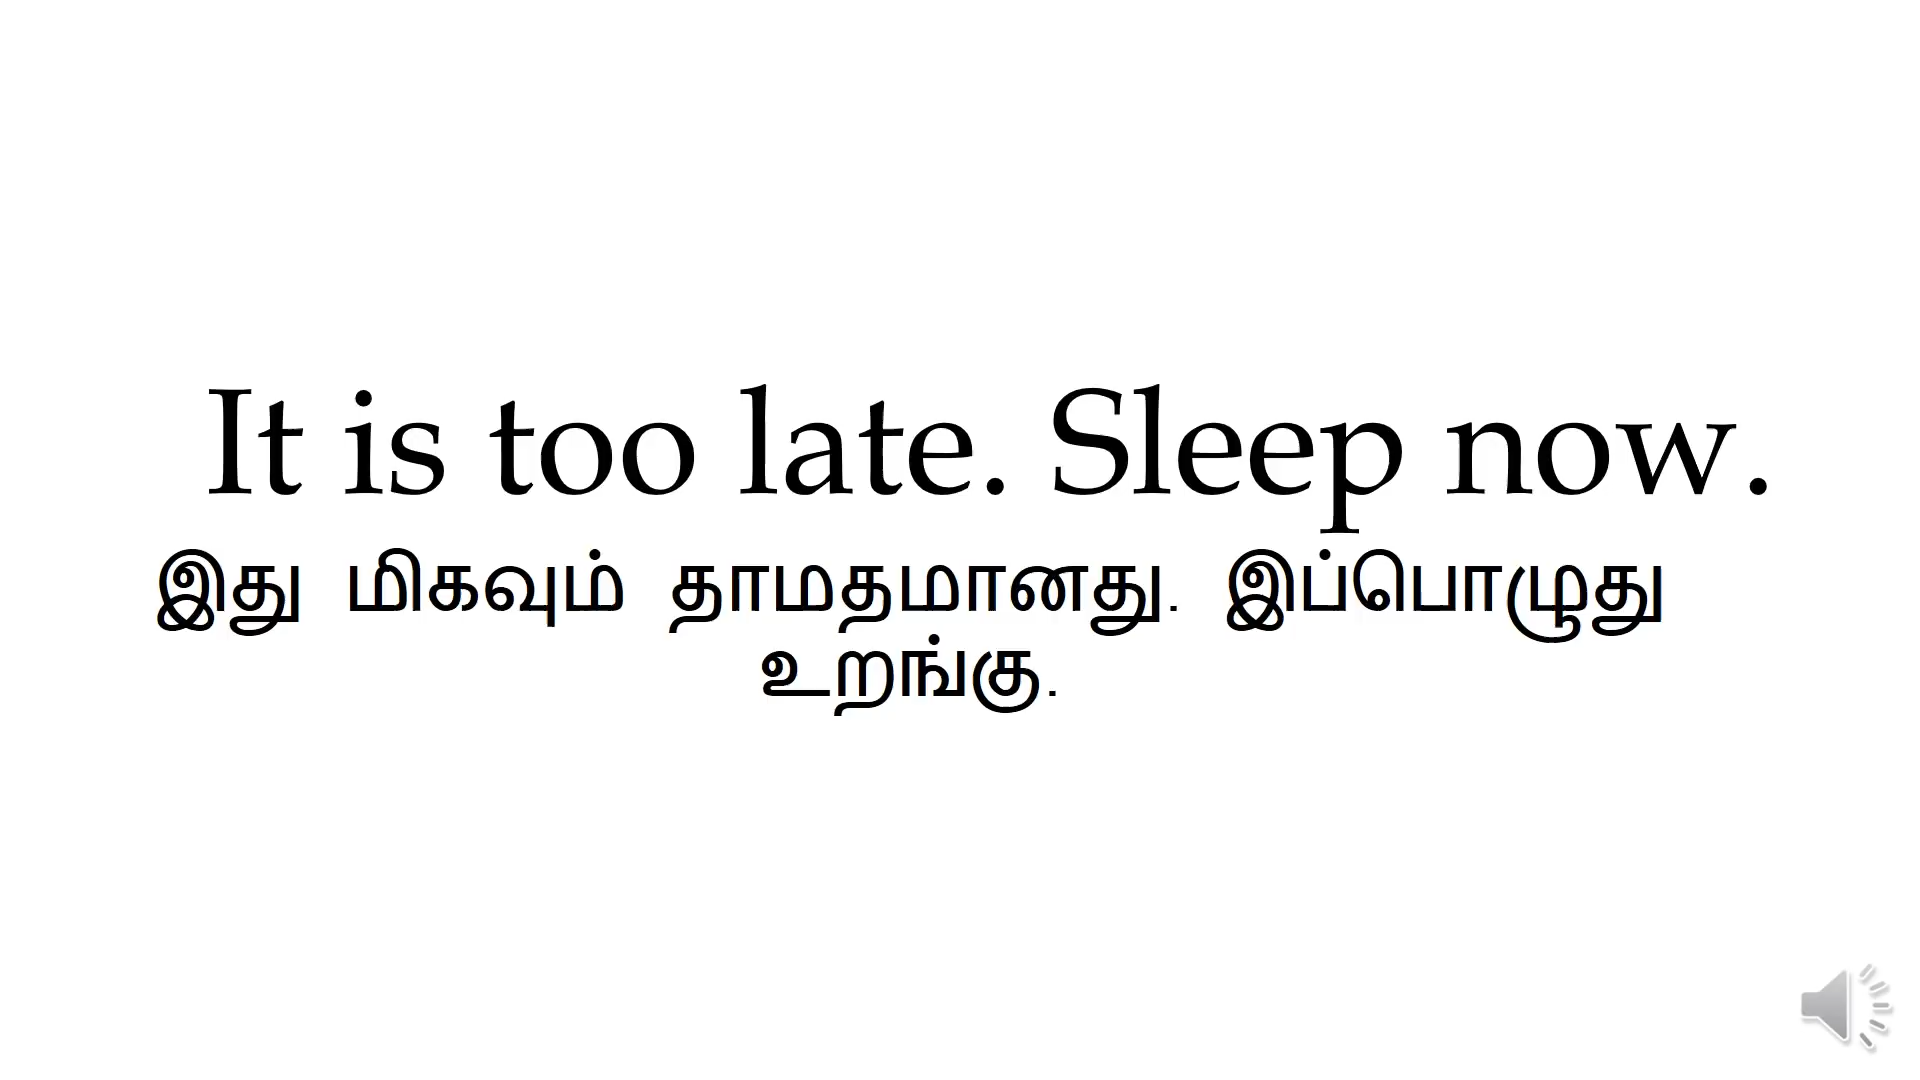 It is too late. Sleep now.
இது மிகவும் தாமதமானது. இப்பொழுது
உறங்கு.